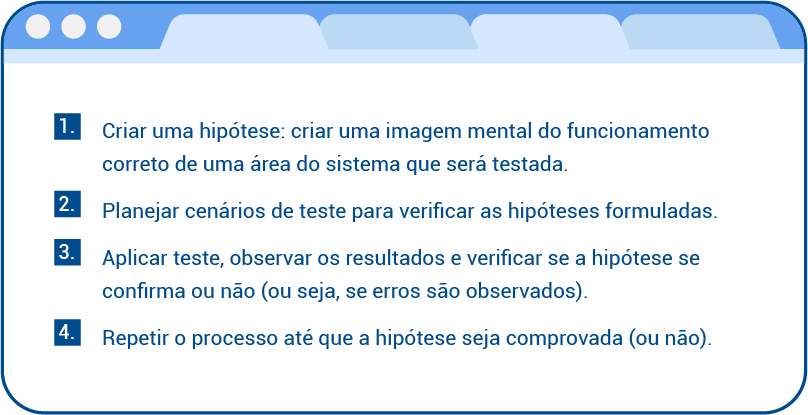 1. Criar uma hipótese: criar uma imagem mental do funcionamento
correto de uma área do sistema que será testada.
2. Planejar cenários de teste para verificar as hipóteses formuladas.
3. Aplicar teste, observar os resultados e verificar se a hipótese se
confirma ou não (ou seja, se erros são observados).
4. Repetir o processo até que a hipótese seja comprovada (ou não).